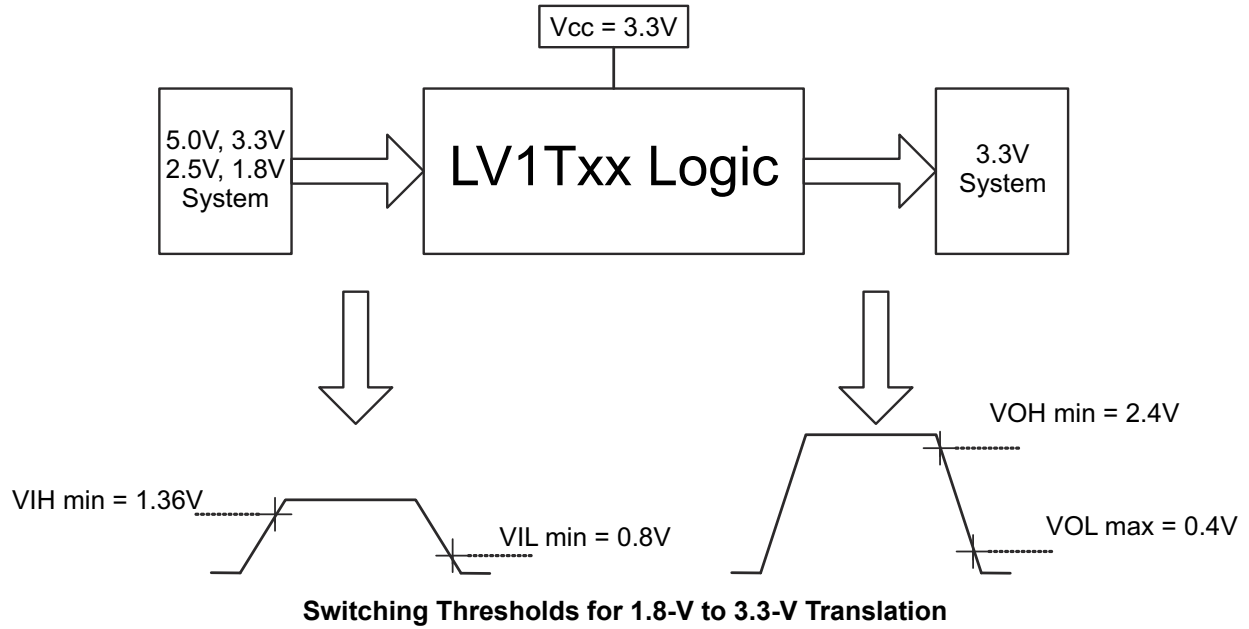 Vcc = 3.3V
5.0V, 3.3V
2.5V, 1.8V
System
LV1Txx Logic
3.3V
System
VOH min = 2.4V
VIH min = 1.36V
VIL min = 0.8V
VOL max = 0.4V
Switching Thresholds for 1.8-V to 3.3-V Translation